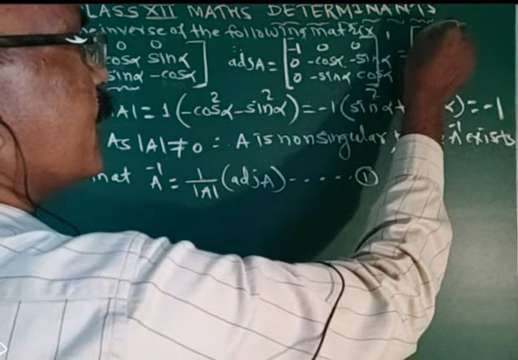 LASS XII MATHS DETERMINANTS
inverse of the following matrix
0 0
cosα sinα
sinα -cosα
adjA =
-1 0 0
0 -cosα -sinα
0 -sinα cosα
|A| = 1(-cos²α - sin²α) = -1(sin²α + α) = -1
As |A| ≠ 0 ∴ A is nonsingular A⁻¹ exists
A⁻¹ = 1/|A| (adjA) ----- ①